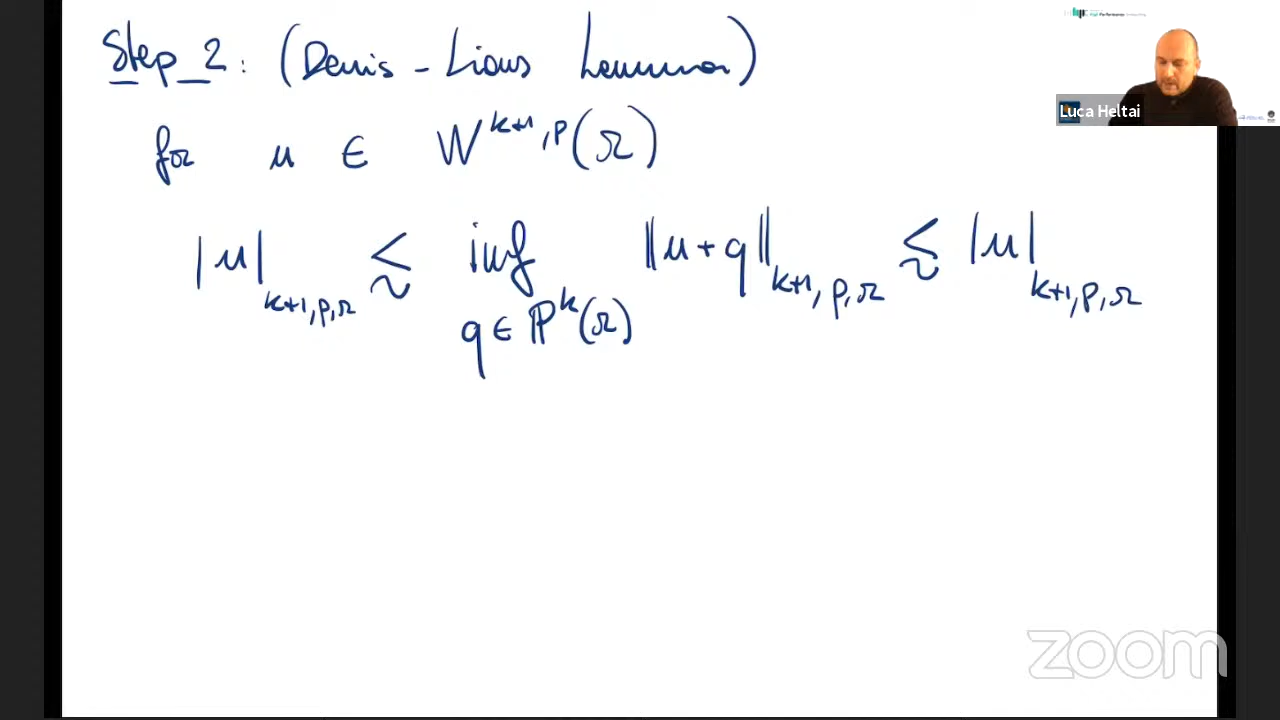 Step 2: (Denis - Lions Lemma)
for u ∈ W^{k+1,p}(Ω)
|u|_{k+1,p,Ω} ≲ inf_{q ∈ ℙ^k(Ω)} ‖u + q‖_{k+1,p,Ω} ≲ |u|_{k+1,p,Ω}
Luca Heltai
zoom